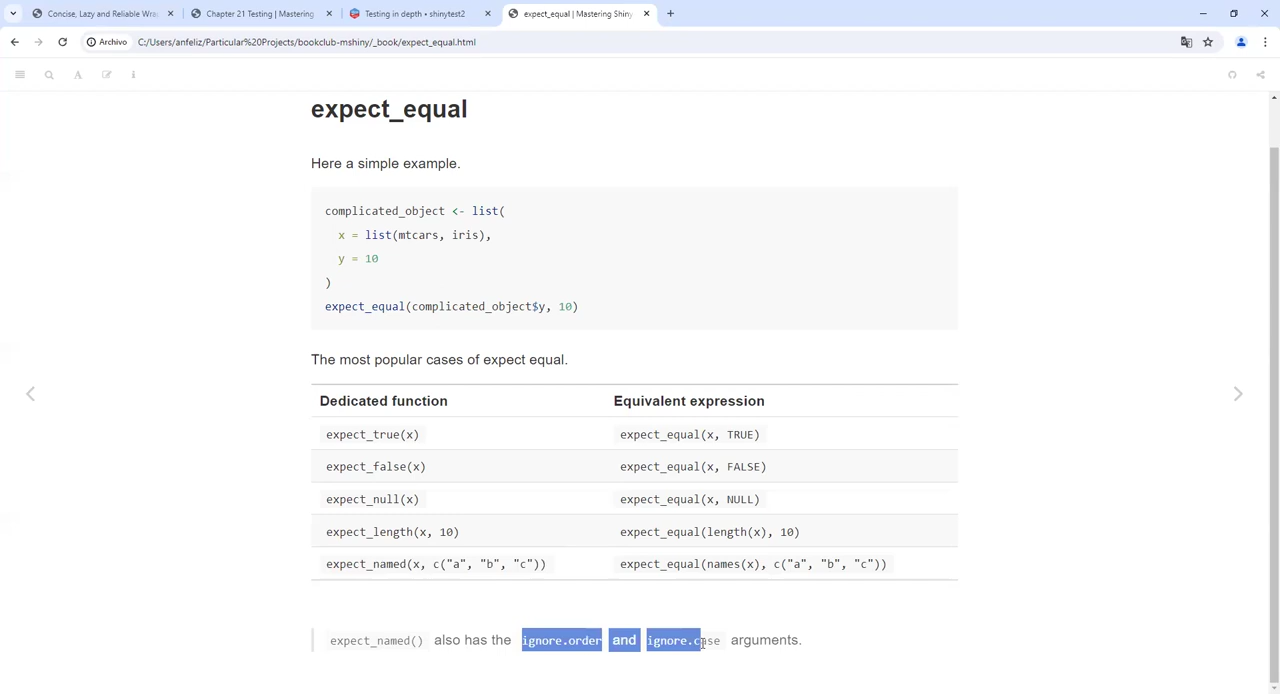 Concise, Lazy and Reliable Wra
Chapter 21 Testing | Mastering
Testing in depth • shinytest2
expect_equal | Mastering Shiny
Archivo
C:/Users/anfeliz/Particular%20Projects/bookclub-mshiny/_book/expect_equal.html
expect_equal
Here a simple example.
complicated_object <- list(
x = list(mtcars, iris),
y = 10
)
expect_equal(complicated_object$y, 10)
The most popular cases of expect equal.
Dedicated function Equivalent expression
expect_true(x) expect_equal(x, TRUE)
expect_false(x) expect_equal(x, FALSE)
expect_null(x) expect_equal(x, NULL)
expect_length(x, 10) expect_equal(length(x), 10)
expect_named(x, c("a", "b", "c")) expect_equal(names(x), c("a", "b", "c"))
expect_named() also has the ignore.order and ignore.case arguments.